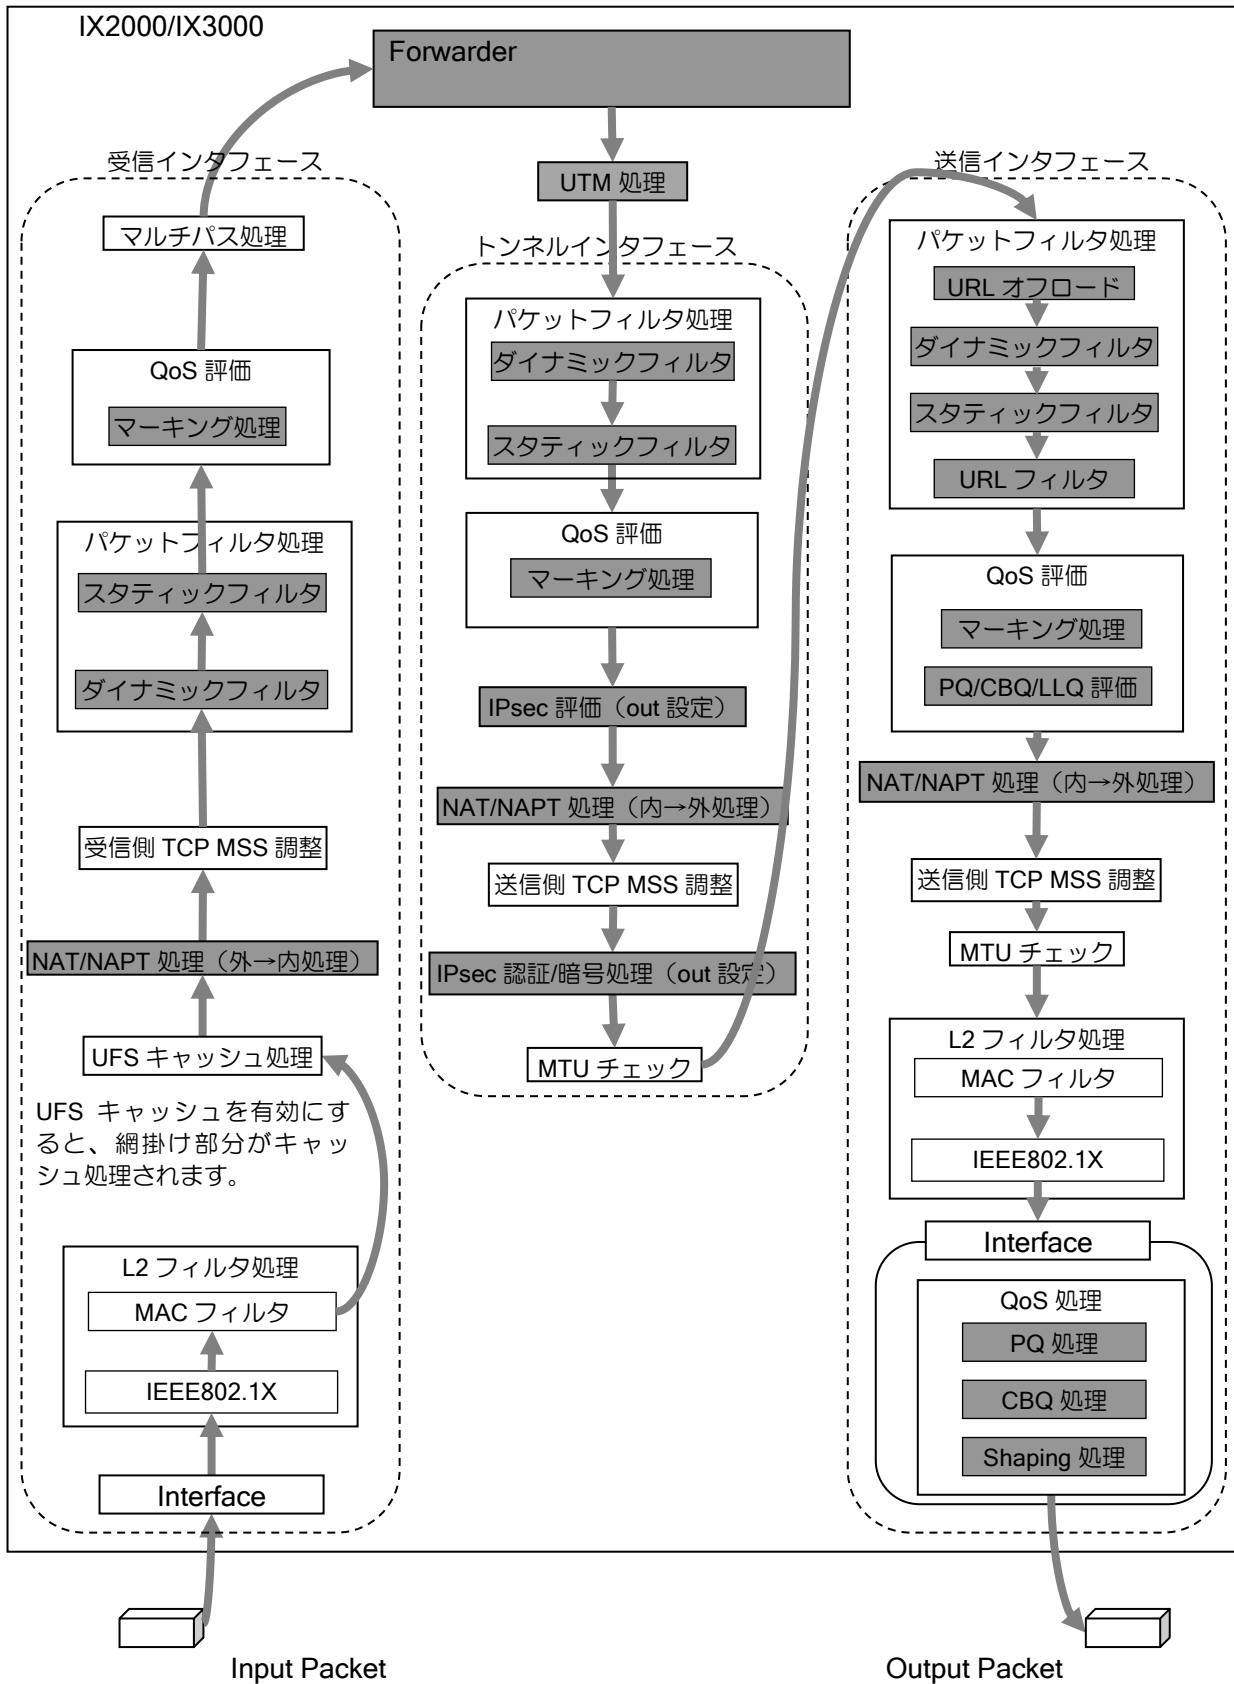 IX2000/IX3000
Forwarder
受信インタフェース
マルチパス処理
QoS 評価
マーキング処理
パケットフィルタ処理
スタティックフィルタ
ダイナミックフィルタ
受信側 TCP MSS 調整
NAT/NAPT 処理（外→内処理）
UFS キャッシュ処理
UFS キャッシュを有効にす
ると、網掛け部分がキャッ
シュ処理されます。
L2 フィルタ処理
MAC フィルタ
IEEE802.1X
Interface
Input Packet
UTM 処理
トンネルインタフェース
パケットフィルタ処理
ダイナミックフィルタ
スタティックフィルタ
QoS 評価
マーキング処理
IPsec 評価（out 設定）
NAT/NAPT 処理（内→外処理）
送信側 TCP MSS 調整
IPsec 認証/暗号処理（out 設定）
MTU チェック
送信インタフェース
パケットフィルタ処理
URL オフロード
ダイナミックフィルタ
スタティックフィルタ
URL フィルタ
QoS 評価
マーキング処理
PQ/CBQ/LLQ 評価
NAT/NAPT 処理（内→外処理）
送信側 TCP MSS 調整
MTU チェック
L2 フィルタ処理
MAC フィルタ
IEEE802.1X
Interface
QoS 処理
PQ 処理
CBQ 処理
Shaping 処理
Output Packet